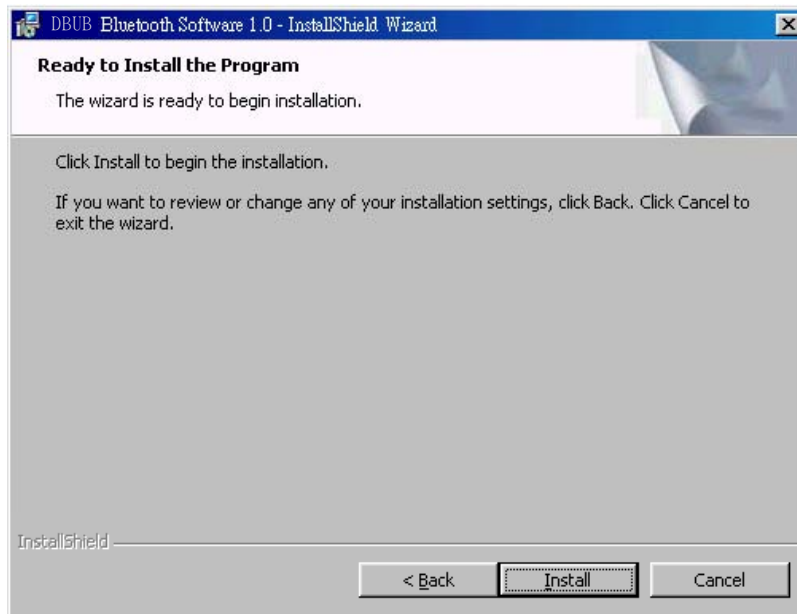 DBUB Bluetooth Software 1.0 - InstallShield Wizard
Ready to Install the Program
The wizard is ready to begin installation.
Click Install to begin the installation.
If you want to review or change any of your installation settings, click Back. Click Cancel to
exit the wizard.
InstallShield
< Back
Install
Cancel